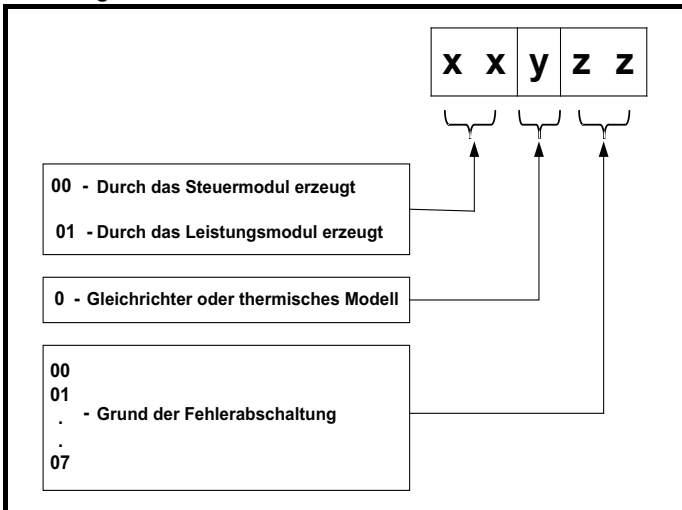 x x y z z
00 - Durch das Steuermodul erzeugt
01 - Durch das Leistungsmodul erzeugt
0 - Gleichrichter oder thermisches Modell
00
01
. - Grund der Fehlerabschaltung
.
07